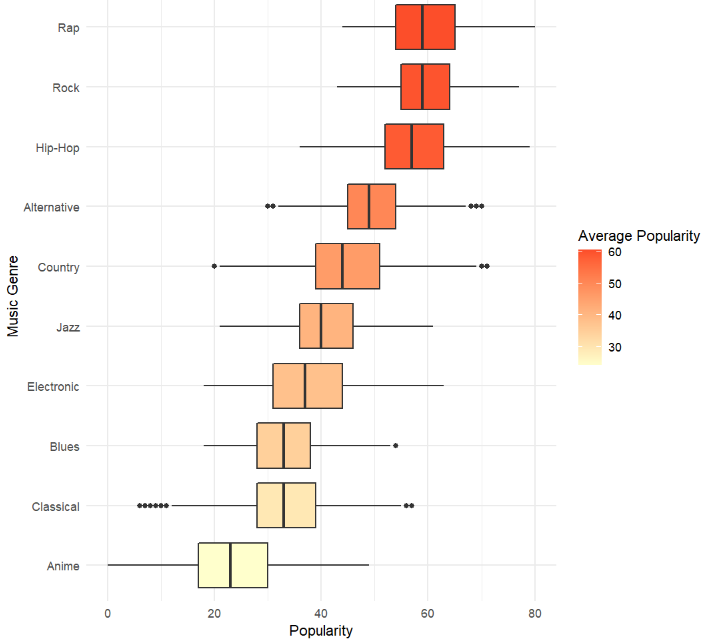 Rap
Rock
Hip-Hop
Alternative
Country
Jazz
Electronic
Blues
Classical
Anime
Music Genre
0 20 40 60 80
Popularity
Average Popularity
60
50
40
30